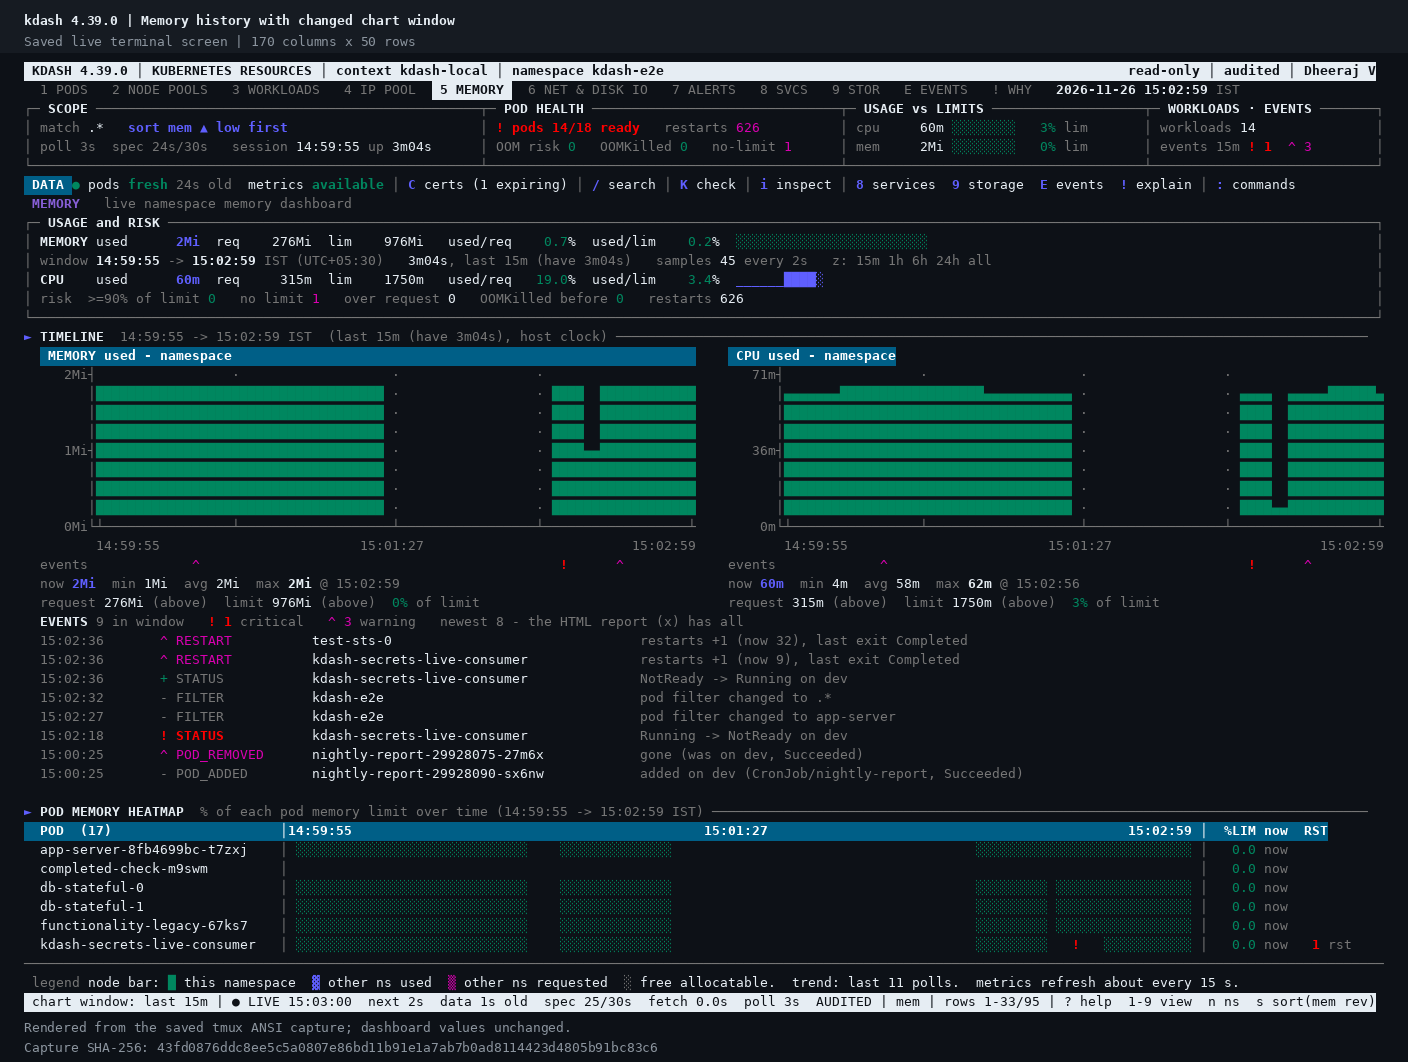 kdash 4.39.0 | Memory history with changed chart window
Saved live terminal screen | 170 columns x 50 rows
KDASH 4.39.0 │ KUBERNETES RESOURCES │ context kdash-local │ namespace kdash-e2e read-only │ audited │ Dheeraj V
1 PODS 2 NODE POOLS 3 WORKLOADS 4 IP POOL 5 MEMORY 6 NET & DISK IO 7 ALERTS 8 SVCS 9 STOR E EVENTS ! WHY 2026-11-26 15:02:59 IST
SCOPE POD HEALTH USAGE vs LIMITS WORKLOADS · EVENTS
match .* sort mem ▲ low first │ ! pods 14/18 ready restarts 626 │ cpu 60m 3% lim │ workloads 14
poll 3s spec 24s/30s session 14:59:55 up 3m04s │ OOM risk 0 OOMKilled 0 no-limit 1 │ mem 2Mi 0% lim │ events 15m ! 1 ^ 3
DATA ● pods fresh 24s old metrics available │ C certs (1 expiring) │ / search │ K check │ i inspect │ 8 services 9 storage E events ! explain │ : commands
MEMORY live namespace memory dashboard
USAGE and RISK
MEMORY used 2Mi req 276Mi lim 976Mi used/req 0.7% used/lim 0.2%
window 14:59:55 -> 15:02:59 IST (UTC+05:30) 3m04s, last 15m (have 3m04s) samples 45 every 2s z: 15m 1h 6h 24h all
CPU used 60m req 315m lim 1750m used/req 19.0% used/lim 3.4%
risk >=90% of limit 0 no limit 1 over request 0 OOMKilled before 0 restarts 626
► TIMELINE 14:59:55 -> 15:02:59 IST (last 15m (have 3m04s), host clock)
MEMORY used - namespace CPU used - namespace
2Mi 71m
1Mi 36m
0Mi 0m
14:59:55 15:01:27 15:02:59 14:59:55 15:01:27 15:02:59
events ^ ! ^ events ^ ! ^
now 2Mi min 1Mi avg 2Mi max 2Mi @ 15:02:59 now 60m min 4m avg 58m max 62m @ 15:02:56
request 276Mi (above) limit 976Mi (above) 0% of limit request 315m (above) limit 1750m (above) 3% of limit
EVENTS 9 in window ! 1 critical ^ 3 warning newest 8 - the HTML report (x) has all
15:02:36 ^ RESTART test-sts-0 restarts +1 (now 32), last exit Completed
15:02:36 ^ RESTART kdash-secrets-live-consumer restarts +1 (now 9), last exit Completed
15:02:36 + STATUS kdash-secrets-live-consumer NotReady -> Running on dev
15:02:32 - FILTER kdash-e2e pod filter changed to .*
15:02:27 - FILTER kdash-e2e pod filter changed to app-server
15:02:18 ! STATUS kdash-secrets-live-consumer Running -> NotReady on dev
15:00:25 ^ POD_REMOVED nightly-report-29928075-27m6x gone (was on dev, Succeeded)
15:00:25 - POD_ADDED nightly-report-29928090-sx6nw added on dev (CronJob/nightly-report, Succeeded)
► POD MEMORY HEATMAP % of each pod memory limit over time (14:59:55 -> 15:02:59 IST)
POD (17) │14:59:55 15:01:27 15:02:59 │ %LIM now RST
app-server-8fb4699bc-t7zxj │ │ 0.0 now
completed-check-m9swm │ │ 0.0 now
db-stateful-0 │ │ 0.0 now
db-stateful-1 │ │ 0.0 now
functionality-legacy-67ks7 │ │ 0.0 now
kdash-secrets-live-consumer │ ! │ 0.0 now 1 rst
legend node bar: █ this namespace ▓ other ns used ▒ other ns requested ░ free allocatable. trend: last 11 polls. metrics refresh about every 15 s.
chart window: last 15m | ● LIVE 15:03:00 next 2s data 1s old spec 25/30s fetch 0.0s poll 3s AUDITED | mem | rows 1-33/95 | ? help 1-9 view n ns s sort(mem rev)
Rendered from the saved tmux ANSI capture; dashboard values unchanged.
Capture SHA-256: 43fd0876ddc8ee5c5a0807e86bd11b91e1a7ab7b0ad8114423d4805b91bc83c6